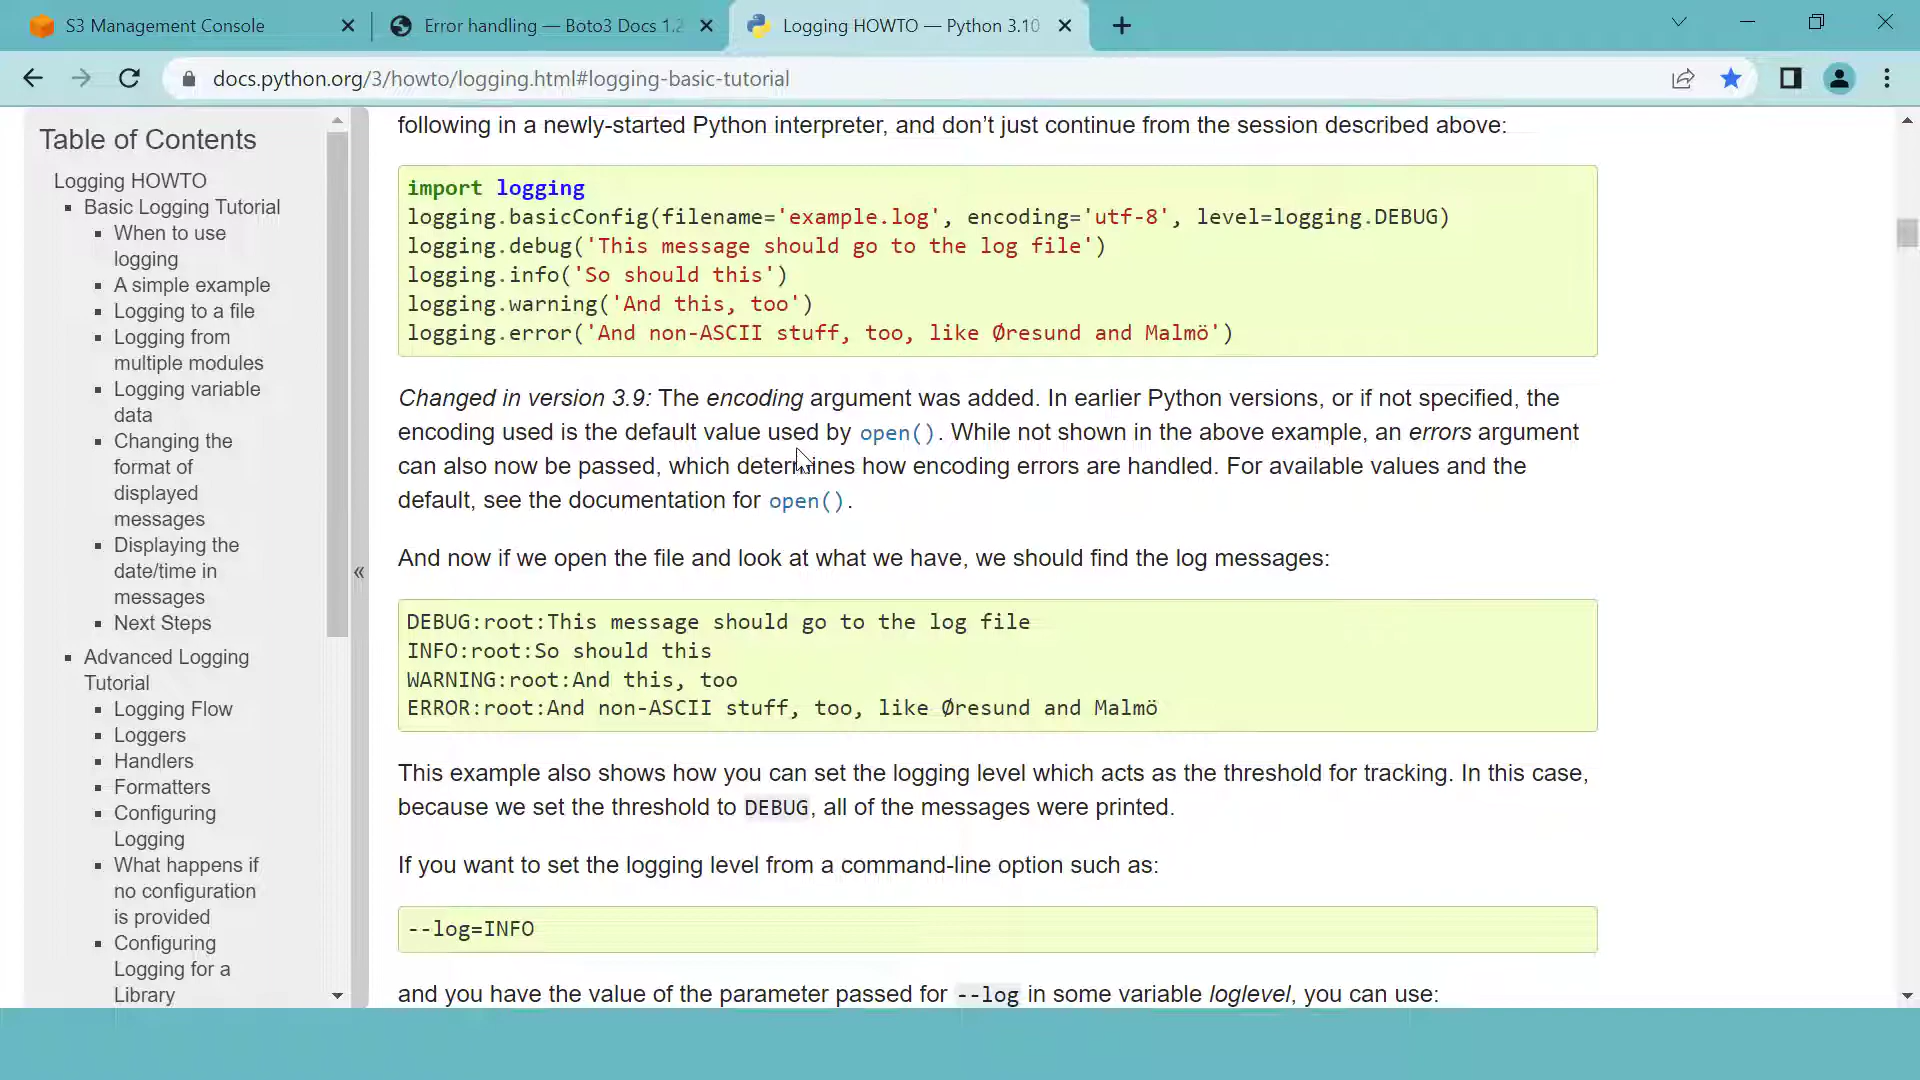 S3 Management Console
Error handling — Boto3 Docs 1.2
Logging HOWTO — Python 3.10
docs.python.org/3/howto/logging.html#logging-basic-tutorial
Table of Contents
Logging HOWTO
Basic Logging Tutorial
When to use
logging
A simple example
Logging to a file
Logging from
multiple modules
Logging variable
data
Changing the
format of
displayed
messages
Displaying the
date/time in
messages
Next Steps
Advanced Logging
Tutorial
Logging Flow
Loggers
Handlers
Formatters
Configuring
Logging
What happens if
no configuration
is provided
Configuring
Logging for a
Library
«
following in a newly-started Python interpreter, and don’t just continue from the session described above:
import logging
logging.basicConfig(filename='example.log', encoding='utf-8', level=logging.DEBUG)
logging.debug('This message should go to the log file')
logging.info('So should this')
logging.warning('And this, too')
logging.error('And non-ASCII stuff, too, like Øresund and Malmö')
Changed in version 3.9: The encoding argument was added. In earlier Python versions, or if not specified, the
encoding used is the default value used by open(). While not shown in the above example, an errors argument
can also now be passed, which determines how encoding errors are handled. For available values and the
default, see the documentation for open().
And now if we open the file and look at what we have, we should find the log messages:
DEBUG:root:This message should go to the log file
INFO:root:So should this
WARNING:root:And this, too
ERROR:root:And non-ASCII stuff, too, like Øresund and Malmö
This example also shows how you can set the logging level which acts as the threshold for tracking. In this case,
because we set the threshold to DEBUG, all of the messages were printed.
If you want to set the logging level from a command-line option such as:
--log=INFO
and you have the value of the parameter passed for --log in some variable loglevel, you can use: